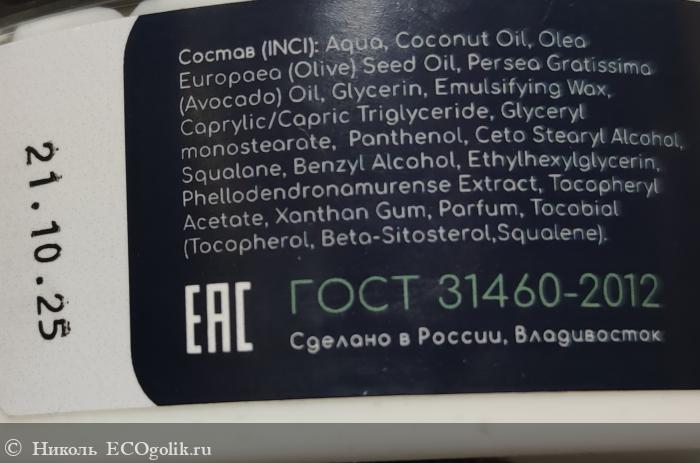 Состав (INCI): Aqua, Coconut Oil, Olea
Europaea (Olive) Seed Oil, Persea Gratissima
(Avocado) Oil, Glycerin, Emulsifying Wax,
Caprylic/Capric Triglyceride, Glyceryl
monostearate, Panthenol, Ceto Stearyl Alcohol,
Squalane, Benzyl Alcohol, Ethylhexylglycerin,
Phellodendronamurense Extract, Tocopheryl
Acetate, Xanthan Gum, Parfum, Tocobiol
(Tocopherol, Beta-Sitosterol,Squalene).
21.10.25
EAC
ГОСТ 31460-2012
Сделано в России, Владивосток
© Николь ECOgolik.ru